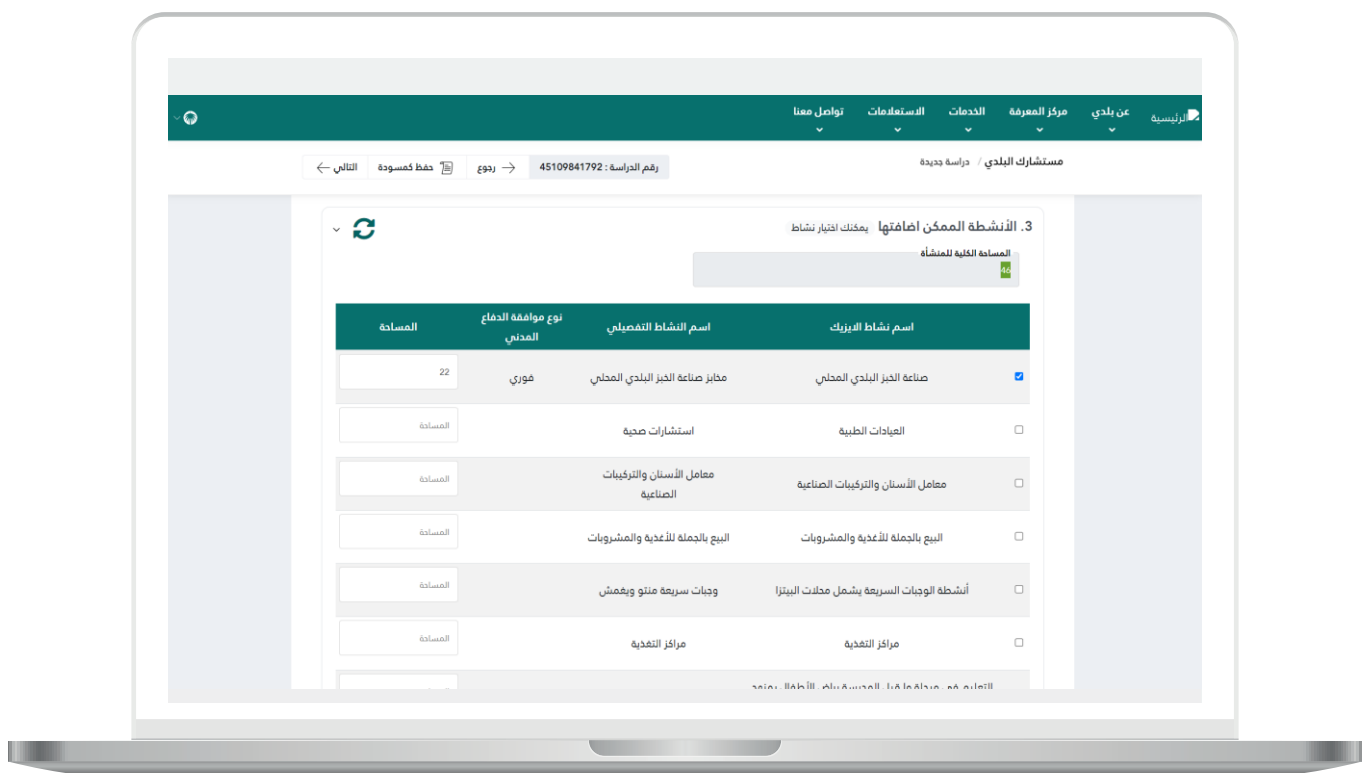 الرئيسية
عن بلدي
مركز المعرفة
الخدمات
الاستعلامات
تواصل معنا
مستشارك البلدي / دراسة جديدة
رقم الدراسة : 45109841792
رجوع
حفظ كمسودة
التالي
3. الأنشطة الممكن اضافتها يمكنك اختيار نشاط
المساحة الكلية للمنشأة
46
اسم نشاط الايزيك
اسم النشاط التفصيلي
نوع موافقة الدفاع
المدني
المساحة
صناعة الخبز البلدي المحلي
مخابز صناعة الخبز البلدي المحلي
فوري
22
العيادات الطبية
استشارات صحية
المساحة
معامل الأسنان والتركيبات الصناعية
معامل الأسنان والتركيبات
الصناعية
المساحة
البيع بالجملة للأغذية والمشروبات
البيع بالجملة للأغذية والمشروبات
المساحة
أنشطة الوجبات السريعة يشمل محلات البيتزا
وجبات سريعة منتو ويغمش
المساحة
مراكز التغذية
مراكز التغذية
المساحة